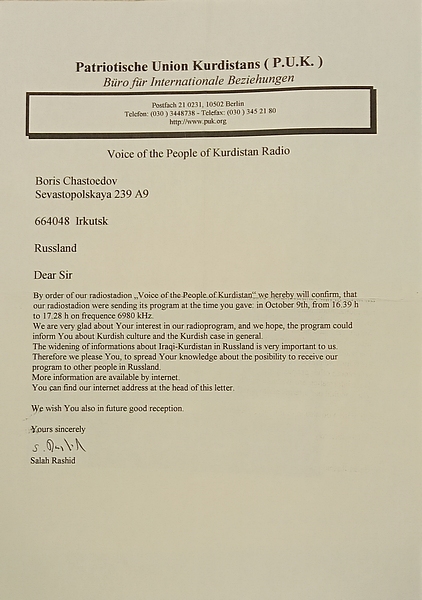 Patriotische Union Kurdistans ( P.U.K. )
Büro für Internationale Beziehungen
Postfach 21 0231, 10502 Berlin
Telefon: (030 ) 3448738 - Telefax: (030 ) 345 21 80
http://www.puk.org
Voice of the People of Kurdistan Radio
Boris Chastoedov
Sevastopolskaya 239 A9
664048 Irkutsk
Russland
Dear Sir
By order of our radiostadion „Voice of the People of Kurdistan“ we hereby will confirm, that
our radiostadion were sending its program at the time you gave: in October 9th, from 16.39 h
to 17.28 h on frequence 6980 kHz.
We are very glad about Your interest in our radioprogram, and we hope, the program could
inform You about Kurdish culture and the Kurdish case in general.
The widening of informations about Iraqi-Kurdistan in Russland is very important to us.
Therefore we please You, to spread Your knowledge about the posibility to receive our
program to other people in Russland.
More information are available by internet.
You can find our internet address at the head of this letter.
We wish You also in future good reception.
Yours sincerely
Salah Rashid